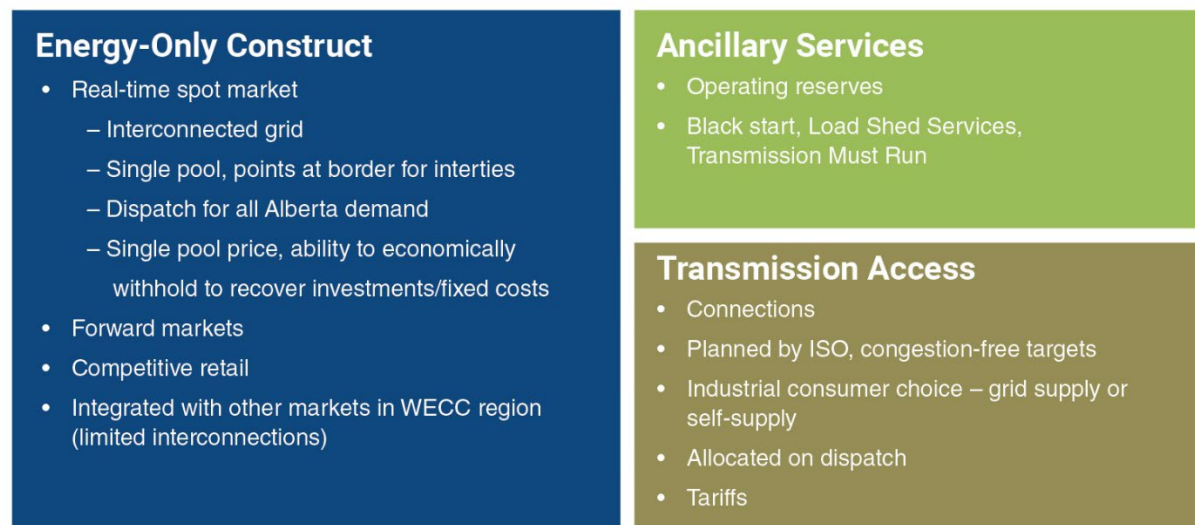 Energy-Only Construct
• Real-time spot market
– Interconnected grid
– Single pool, points at border for interties
– Dispatch for all Alberta demand
– Single pool price, ability to economically
withhold to recover investments/fixed costs
• Forward markets
• Competitive retail
• Integrated with other markets in WECC region
(limited interconnections)
Ancillary Services
• Operating reserves
• Black start, Load Shed Services,
Transmission Must Run
Transmission Access
• Connections
• Planned by ISO, congestion-free targets
• Industrial consumer choice – grid supply or
self-supply
• Allocated on dispatch
• Tariffs